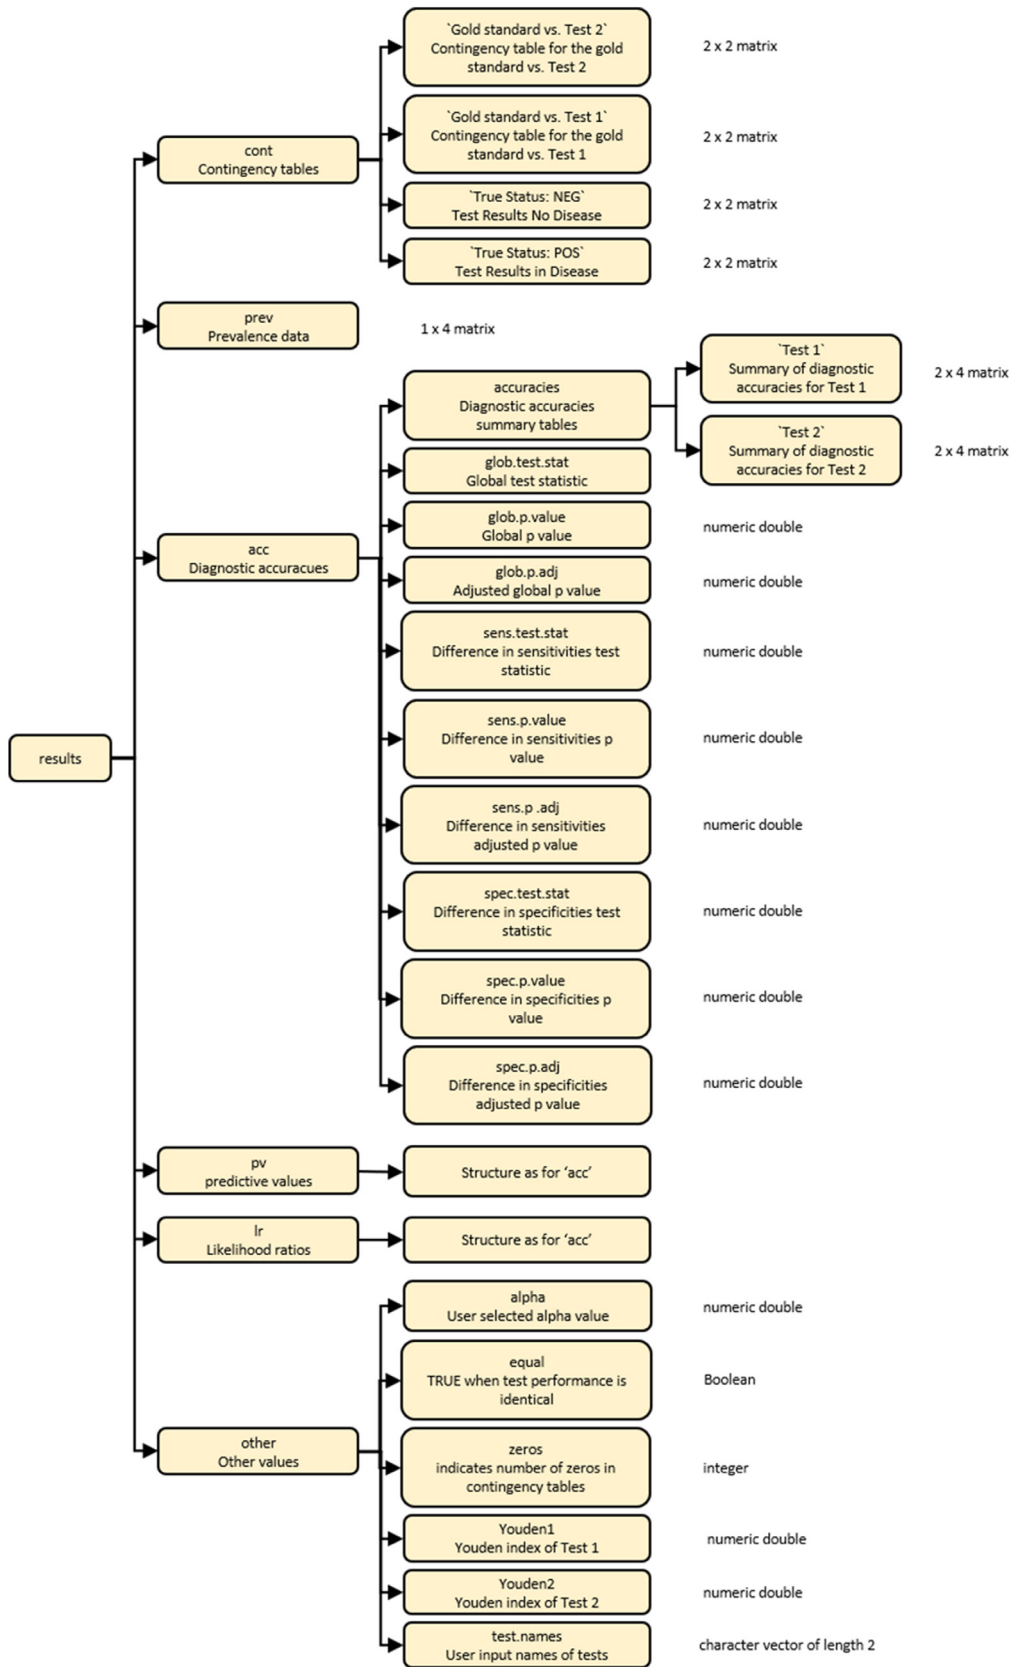 `Gold standard vs. Test 2`
Contingency table for the gold
standard vs. Test 2
2 x 2 matrix
`Gold standard vs. Test 1`
Contingency table for the gold
standard vs. Test 1
2 x 2 matrix
cont
Contingency tables
`True Status: NEG`
Test Results No Disease
2 x 2 matrix
`True Status: POS`
Test Results in Disease
2 x 2 matrix
prev
Prevalence data
1 x 4 matrix
`Test 1`
Summary of diagnostic
accuracies for Test 1
2 x 4 matrix
accuracies
Diagnostic accuracies
summary tables
`Test 2`
Summary of diagnostic
accuracies for Test 2
2 x 4 matrix
glob.test.stat
Global test statistic
glob.p.value
Global p value
numeric double
acc
Diagnostic accuracues
glob.p.adj
Adjusted global p value
numeric double
sens.test.stat
Difference in sensitivities test
statistic
numeric double
sens.p.value
Difference in sensitivities p
value
numeric double
results
sens.p .adj
Difference in sensitivities
adjusted p value
numeric double
spec.test.stat
Difference in specificities test
statistic
numeric double
spec.p.value
Difference in specificities p
value
numeric double
spec.p.adj
Difference in specificities
adjusted p value
numeric double
pv
predictive values
Structure as for ‘acc’
lr
Likelihood ratios
Structure as for ‘acc’
alpha
User selected alpha value
numeric double
equal
TRUE when test performance is
identical
Boolean
other
Other values
zeros
indicates number of zeros in
contingency tables
integer
Youden1
Youden index of Test 1
numeric double
Youden2
Youden index of Test 2
numeric double
test.names
User input names of tests
character vector of length 2